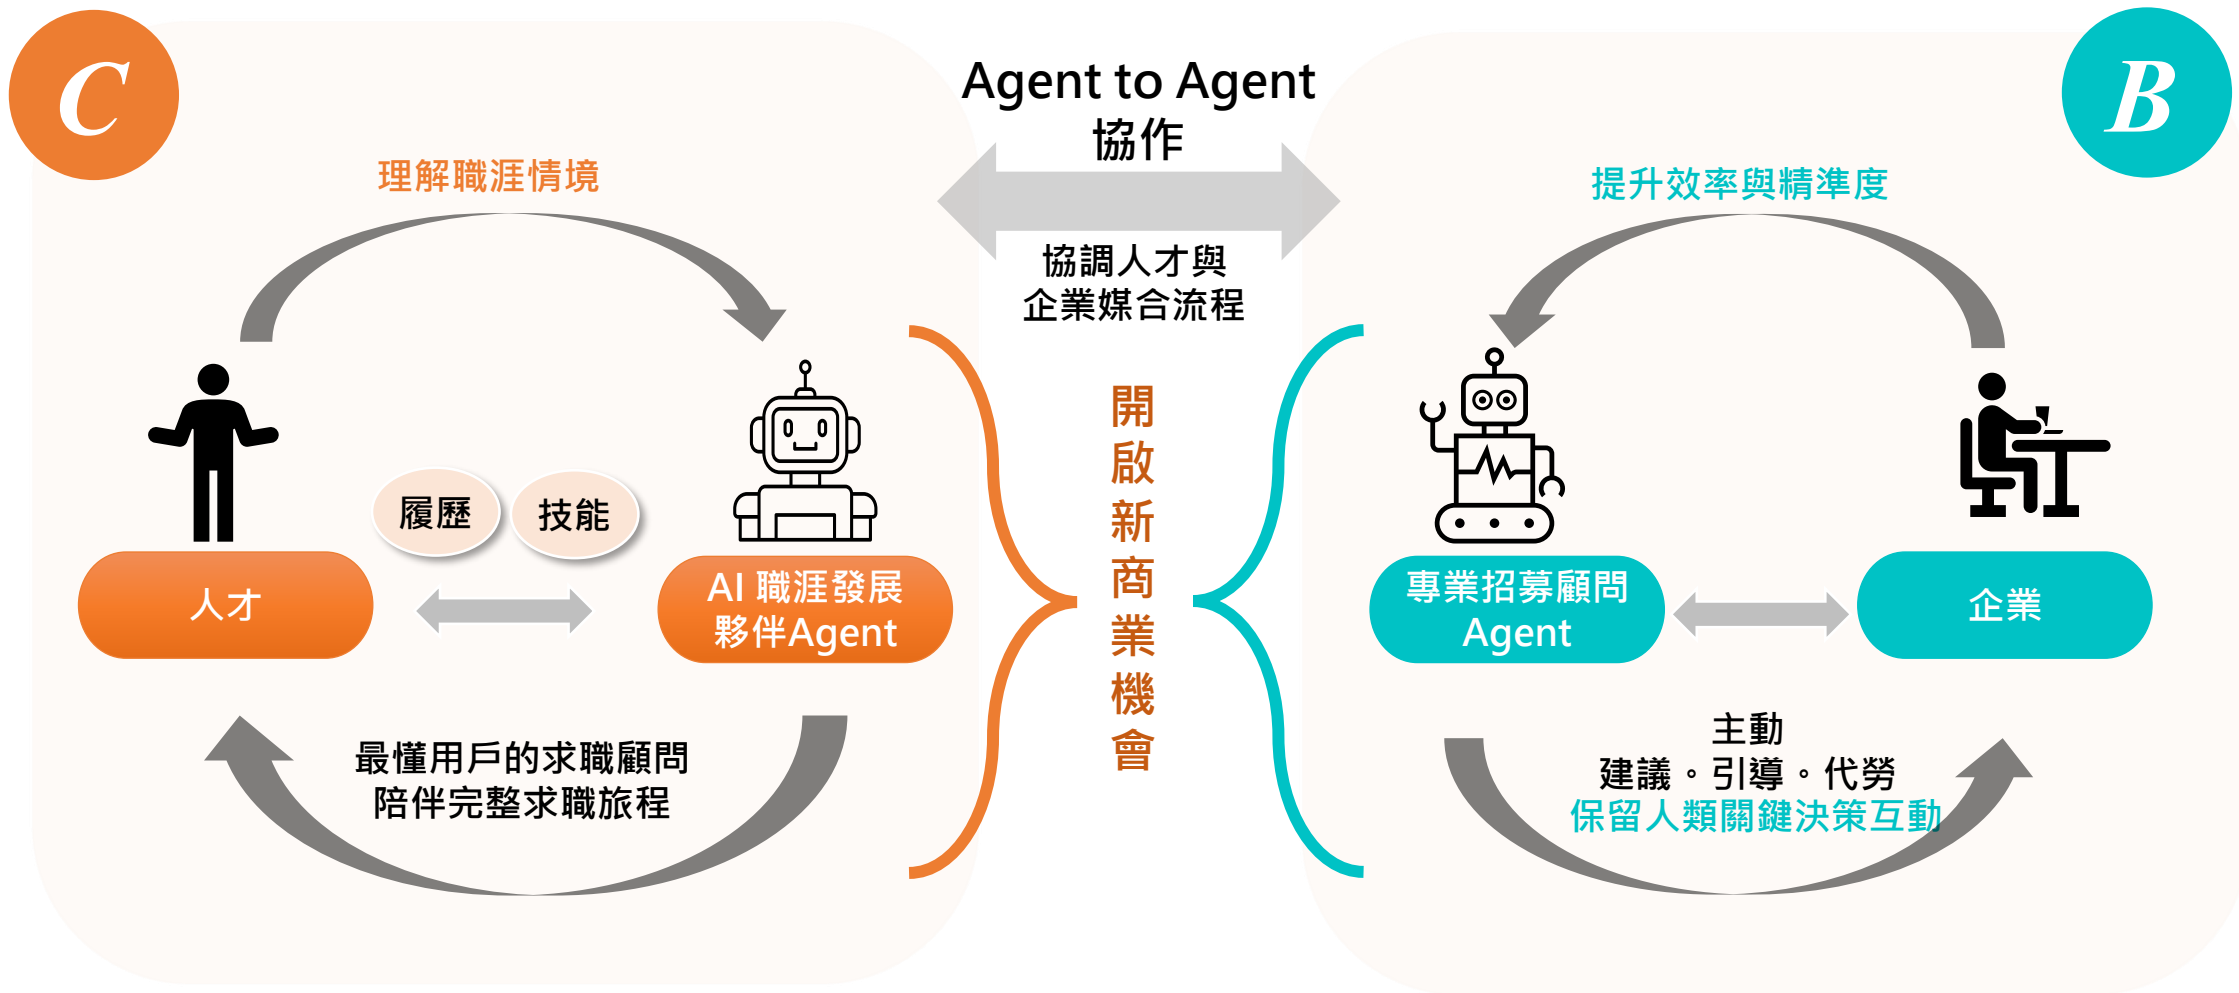 C
理解職涯情境
履歷
技能
人才
AI 職涯發展
夥伴Agent
最懂用戶的求職顧問
陪伴完整求職旅程
Agent to Agent
協作
協調人才與
企業媒合流程
開啟新商業機會
B
提升效率與精準度
專業招募顧問
Agent
企業
主動
建議。引導。代勞
保留人類關鍵決策互動